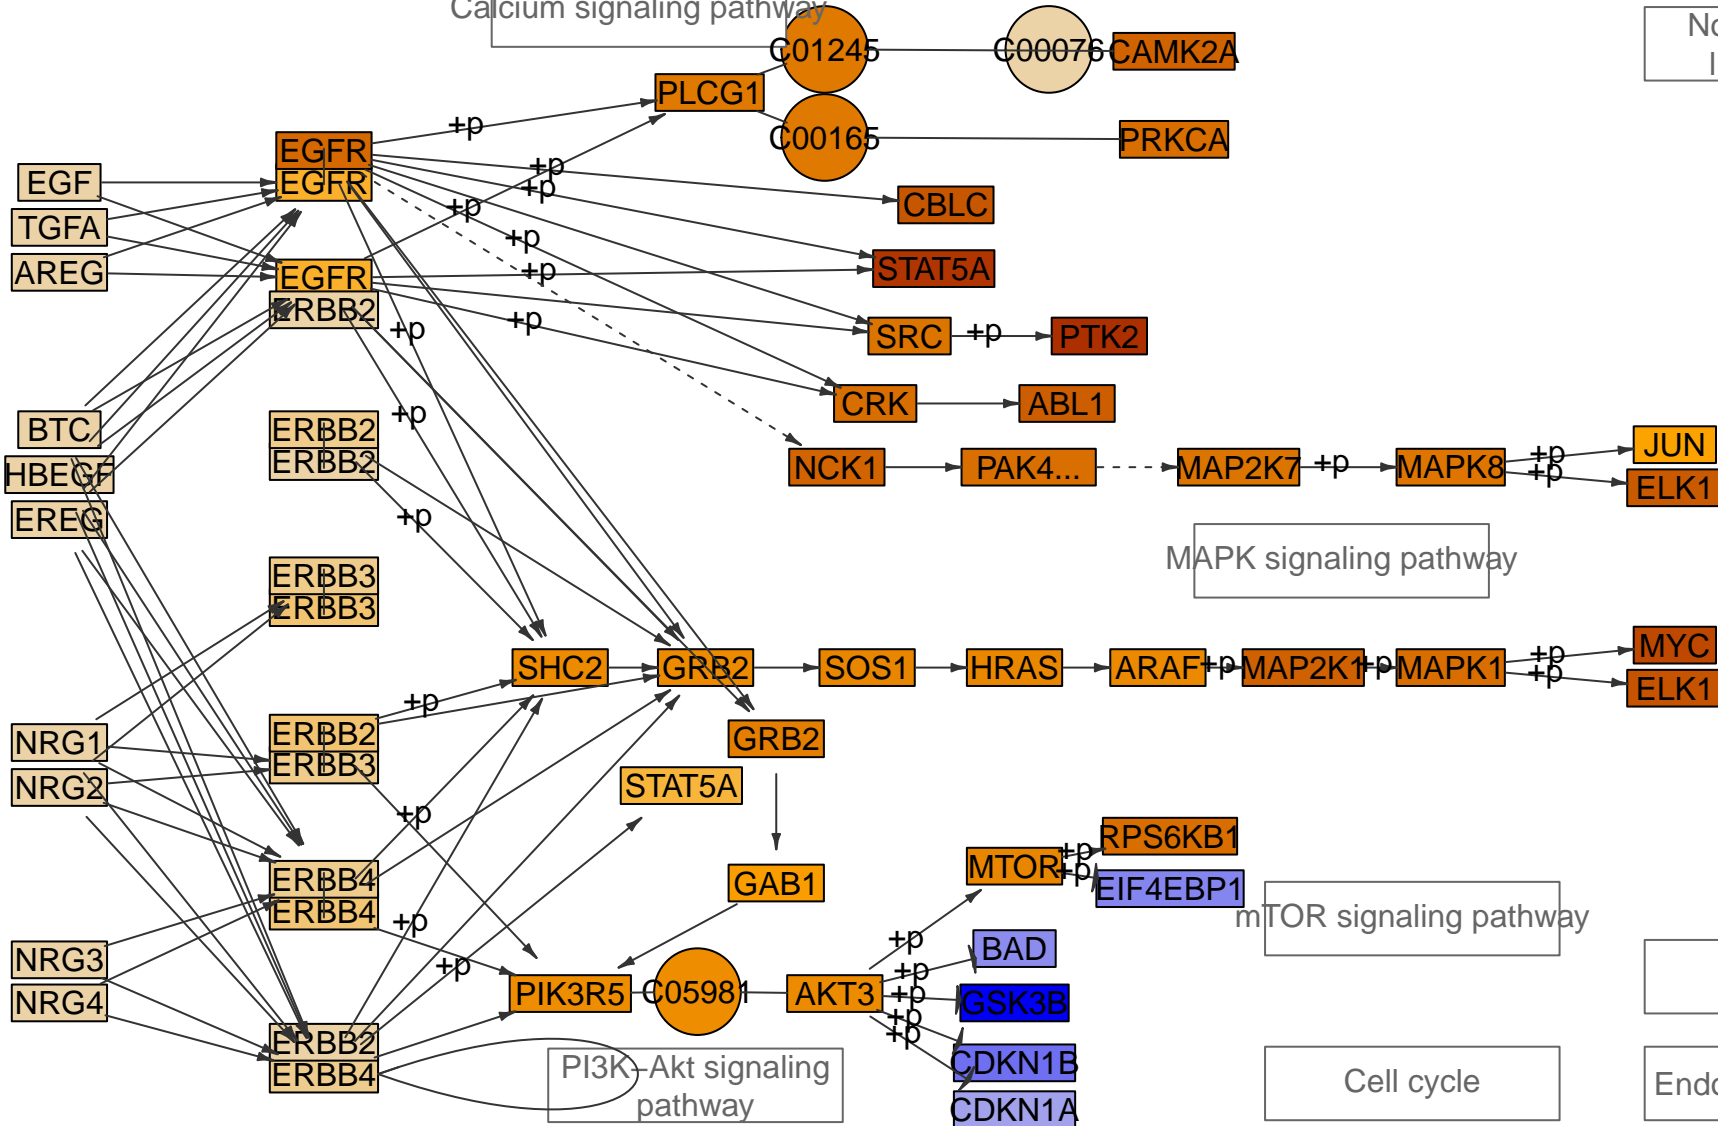 Calcium signaling pathway
No
C01245
C00076
CAMK2A
PLCG1
+p
C00165
PRKCA
EGFR
EGFR
EGF
TGFA
AREG
+p
+p
+p
+p
+p
CBLC
STAT5A
EGFR
ERBB2
+p
+p
SRC
+p
PTK2
CRK
ABL1
BTC
HBEGF
EREG
ERBB2
ERBB2
+p
+p
NCK1
PAK4...
MAP2K7
+p
MAPK8
+p
+p
JUN
ELK1
MAPK signaling pathway
ERBB3
ERBB3
SHC2
GRB2
SOS1
HRAS
ARAF
+p
MAP2K1
+p
MAPK1
+p
+p
MYC
ELK1
NRG1
NRG2
ERBB2
ERBB3
+p
GRB2
STAT5A
+p
ERBB4
ERBB4
+p
+p
GAB1
MTOR
+p
+p
RPS6KB1
EIF4EBP1
mTOR signaling pathway
NRG3
NRG4
PIK3R5
C05981
AKT3
+p
+p
+p
+p
+p
BAD
GSK3B
CDKN1B
CDKN1A
ERBB2
ERBB4
PI3K–Akt signaling
pathway
Cell cycle
Endo